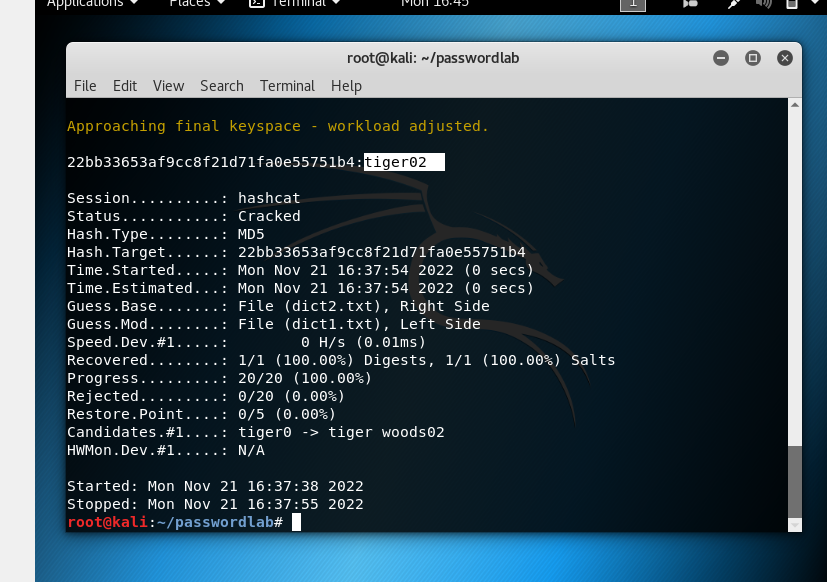 Applications Places Terminal Mon 16:45 1
root@kali: ~/passwordlab
File Edit View Search Terminal Help
Approaching final keyspace - workload adjusted.
22bb33653af9cc8f21d71fa0e55751b4:tiger02
Session..........: hashcat
Status...........: Cracked
Hash.Type........: MD5
Hash.Target......: 22bb33653af9cc8f21d71fa0e55751b4
Time.Started.....: Mon Nov 21 16:37:54 2022 (0 secs)
Time.Estimated...: Mon Nov 21 16:37:54 2022 (0 secs)
Guess.Base.......: File (dict2.txt), Right Side
Guess.Mod........: File (dict1.txt), Left Side
Speed.Dev.#1.....:        0 H/s (0.01ms)
Recovered........: 1/1 (100.00%) Digests, 1/1 (100.00%) Salts
Progress.........: 20/20 (100.00%)
Rejected.........: 0/20 (0.00%)
Restore.Point....: 0/5 (0.00%)
Candidates.#1....: tiger0 -> tiger woods02
HWMon.Dev.#1.....: N/A
Started: Mon Nov 21 16:37:38 2022
Stopped: Mon Nov 21 16:37:55 2022
root@kali:~/passwordlab#